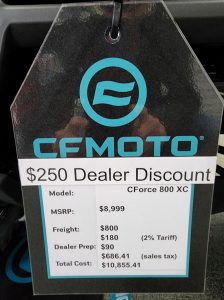 CFMOTO
$250 Dealer Discount
Model: CForce 800 XC
MSRP: $8,999
Freight: $800
$180 (2% Tariff)
Dealer Prep: $90
$686.41 (sales tax)
Total Cost: $10,855.41